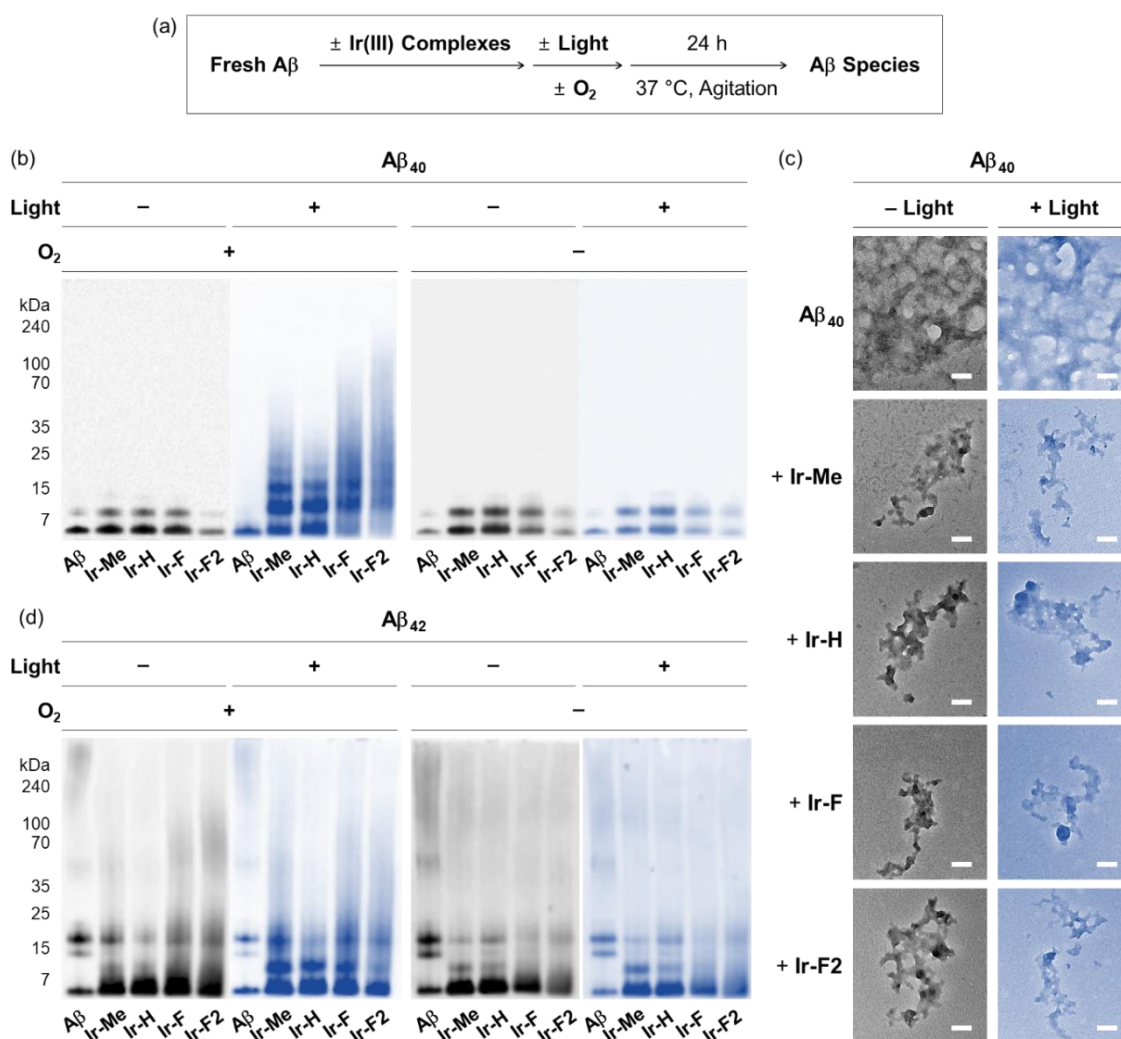 (a)
Fresh Aβ ± Ir(III) Complexes ± Light ± O₂ 24 h 37 °C, Agitation Aβ Species
(b)
Aβ₄₀
Light – + – +
O₂ + –
kDa
240
100
70
35
25
15
7
Aβ Ir-Me Ir-H Ir-F Ir-F2 Aβ Ir-Me Ir-H Ir-F Ir-F2 Aβ Ir-Me Ir-H Ir-F Ir-F2 Aβ Ir-Me Ir-H Ir-F Ir-F2
(d)
Aβ₄₂
Light – + – +
O₂ + –
kDa
240
100
70
35
25
15
7
Aβ Ir-Me Ir-H Ir-F Ir-F2 Aβ Ir-Me Ir-H Ir-F Ir-F2 Aβ Ir-Me Ir-H Ir-F Ir-F2 Aβ Ir-Me Ir-H Ir-F Ir-F2
(c)
Aβ₄₀
– Light + Light
Aβ₄₀
+ Ir-Me
+ Ir-H
+ Ir-F
+ Ir-F2